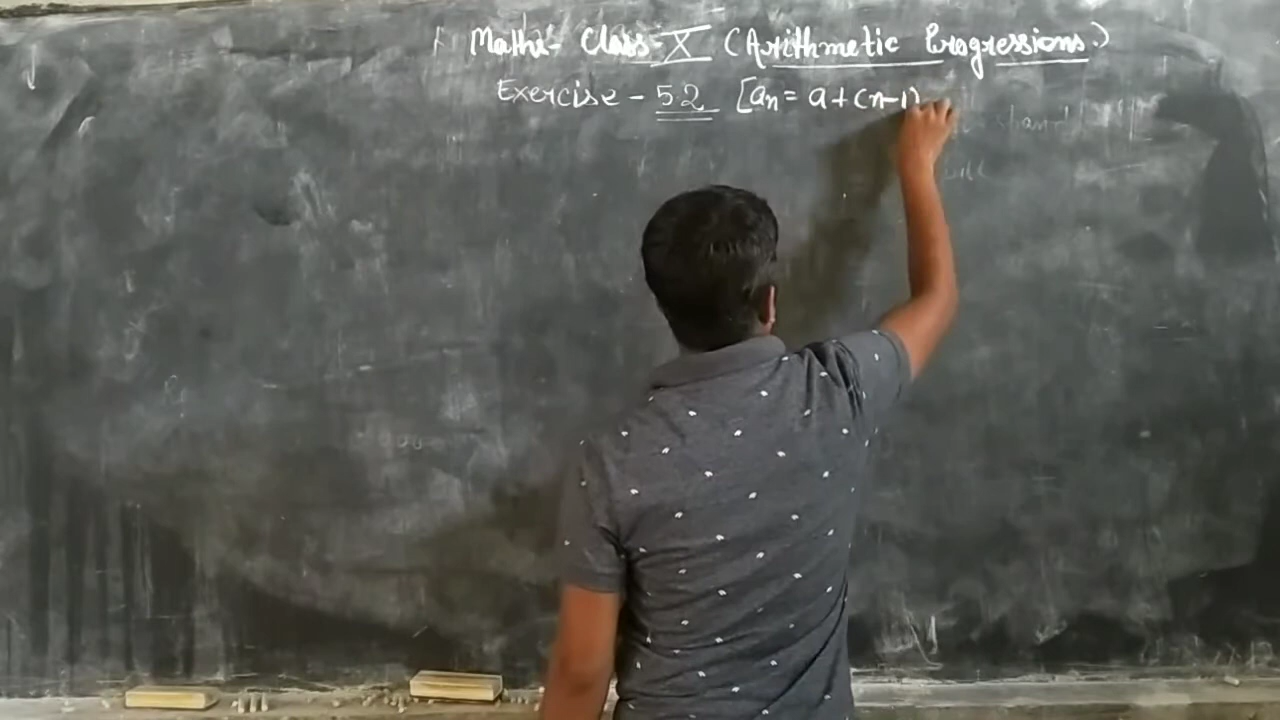 Maths- Class-X (Arithmetic Progressions.)
Exercise - 5.2 [an = a+(n-1)